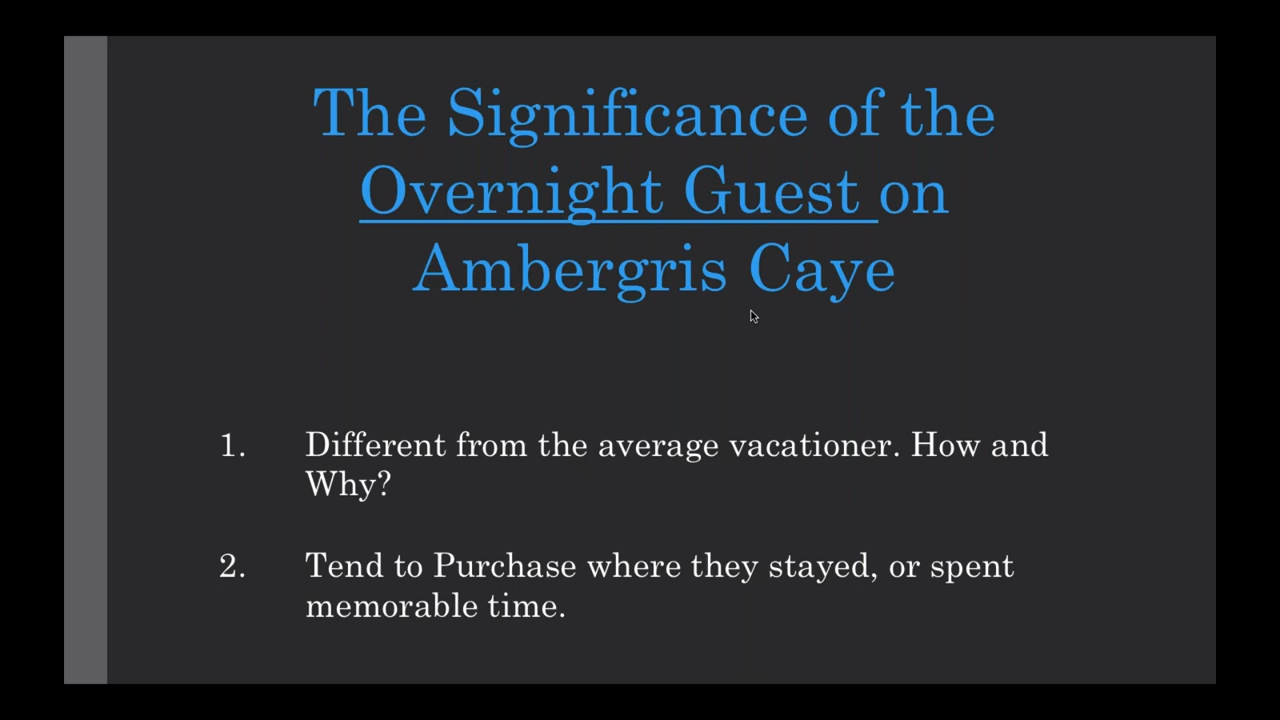 The Significance of the
Overnight Guest on
Ambergris Caye
1. Different from the average vacationer. How and
Why?
2. Tend to Purchase where they stayed, or spent
memorable time.